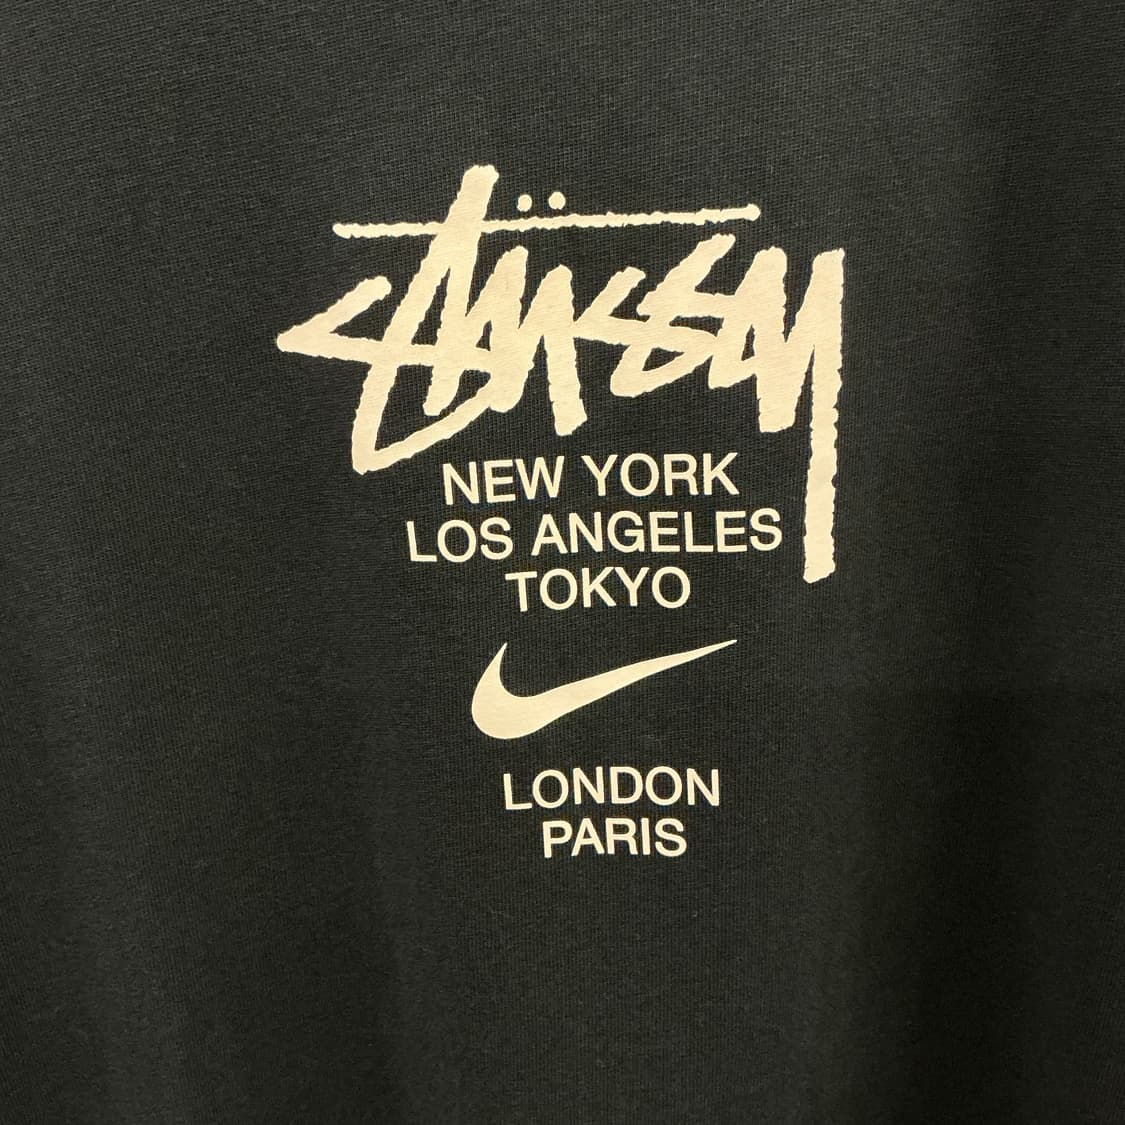 Stüssy
NEW YORK
LOS ANGELES
TOKYO
LONDON
PARIS